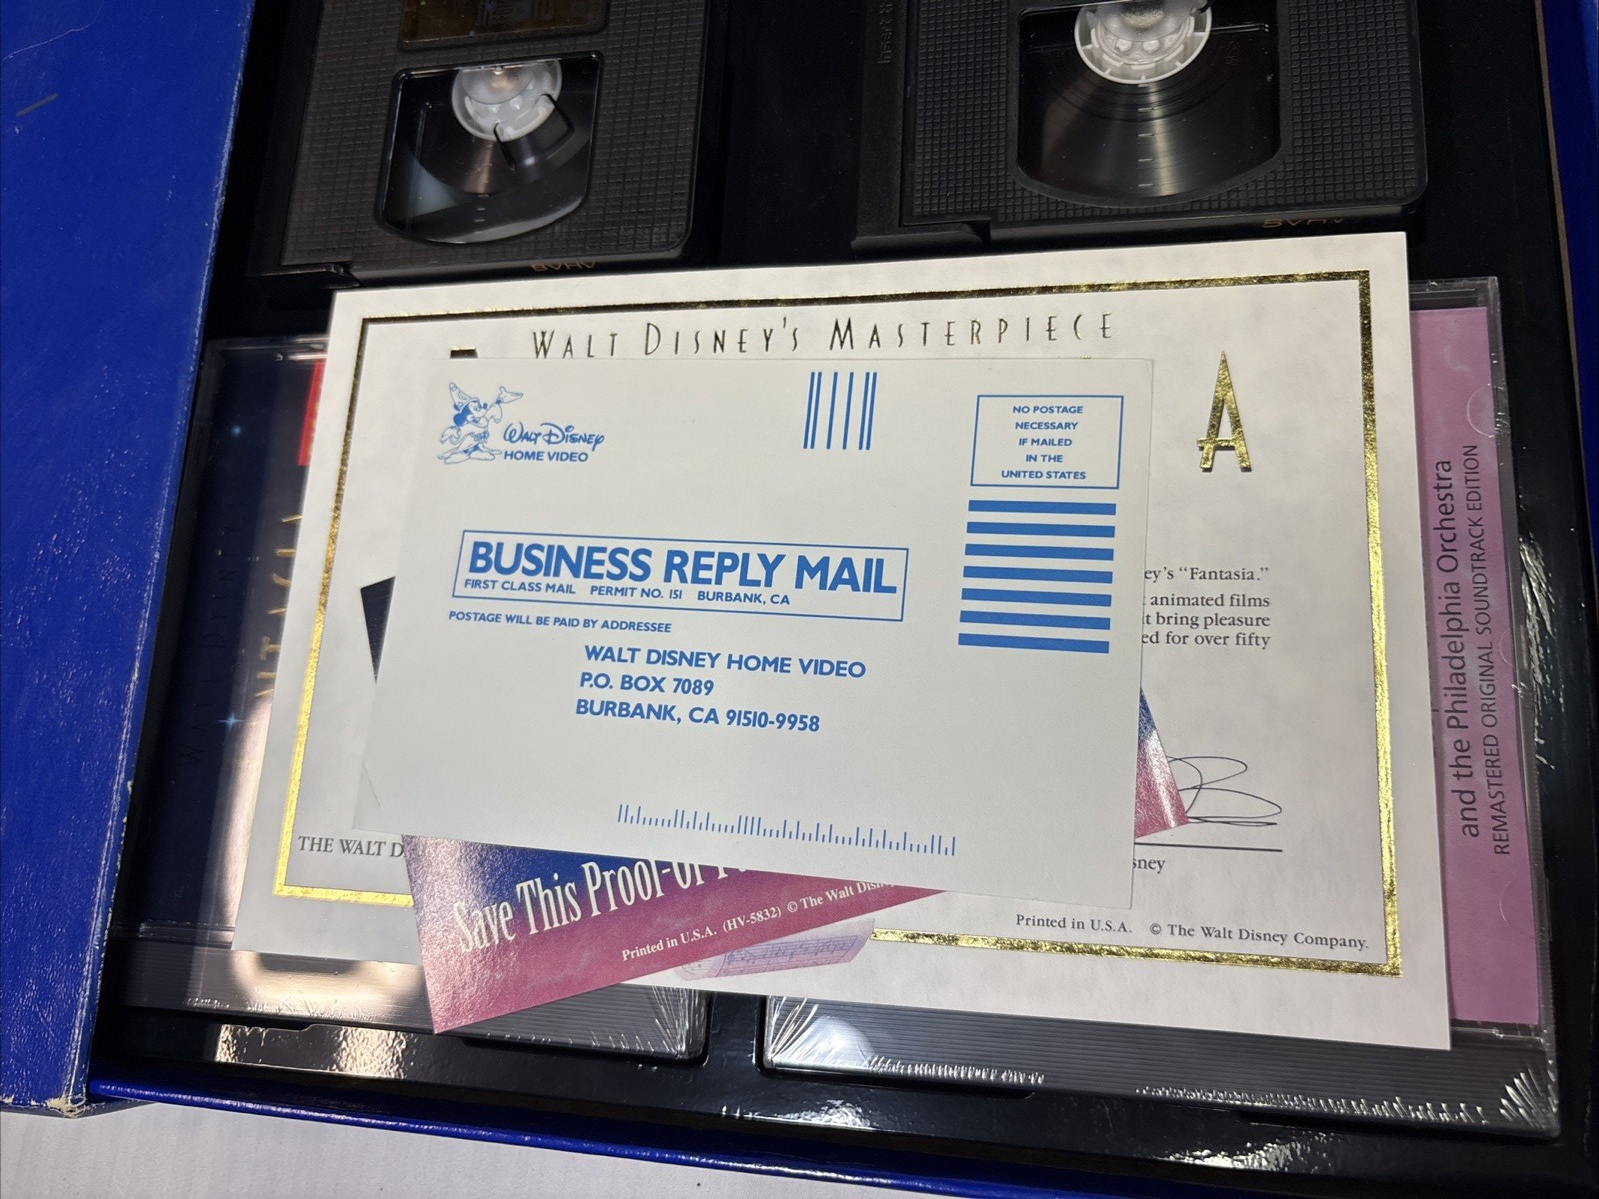 WALT DISNEY'S MASTERPIECE
A
WALT DISNEY
HOME VIDEO
NO POSTAGE
NECESSARY
IF MAILED
IN THE
UNITED STATES
BUSINESS REPLY MAIL
FIRST CLASS MAIL PERMIT NO. 151 BURBANK, CA
POSTAGE WILL BE PAID BY ADDRESSEE
WALT DISNEY HOME VIDEO
P.O. BOX 7089
BURBANK, CA 91510-9958
ey's “Fantasia.”
animated films
t bring pleasure
ed for over fifty
sney
THE WALT D
Save This Proof-of
Printed in U.S.A. (HV-5832) © The Walt Disn
Printed in U.S.A. © The Walt Disney Company.
and the Philadelphia Orchestra
REMASTERED ORIGINAL SOUNDTRACK EDITION